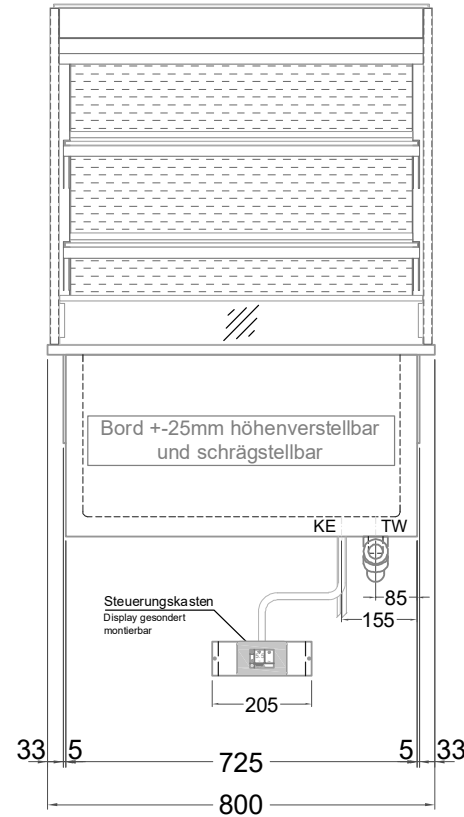 Bord +-25mm höhenverstellbar
und schrägstellbar
KE TW
85
155
Steuerungskasten
Display gesondert
montierbar
205
33 5 725 5 33
800